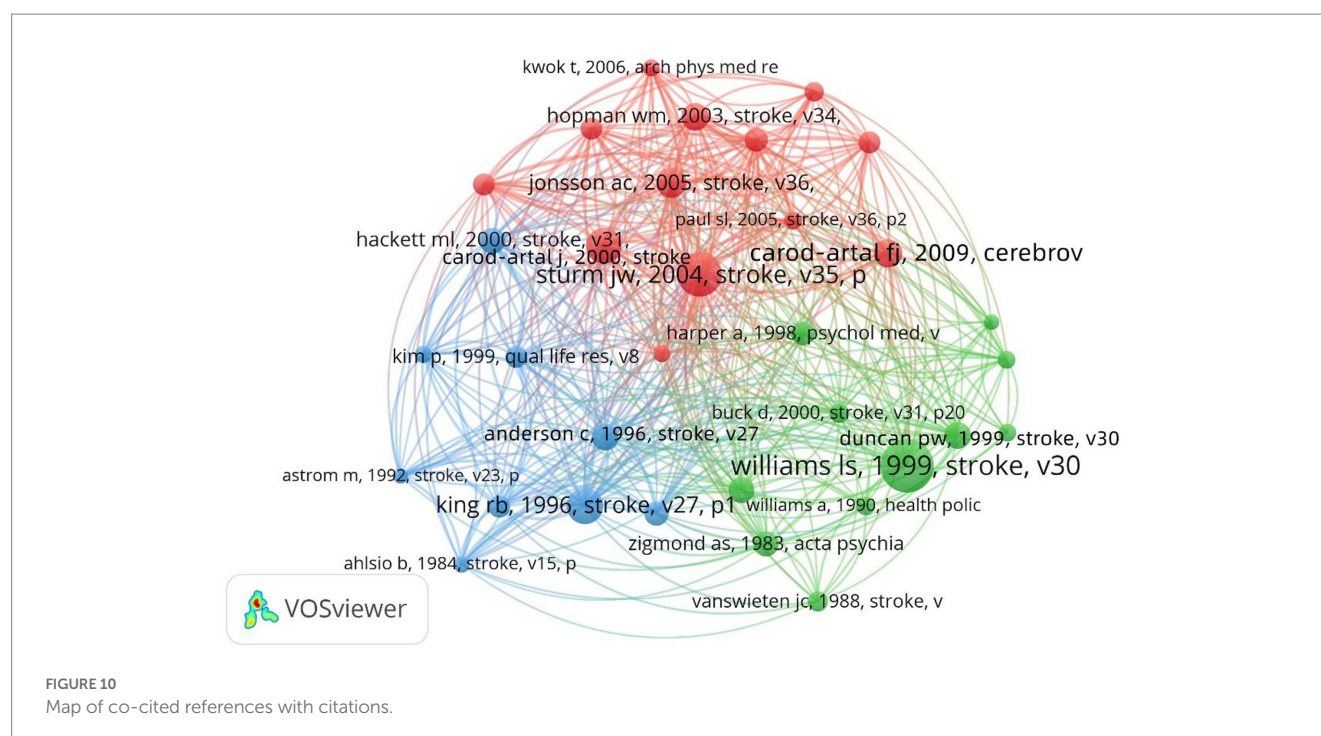 kwok t, 2006, arch phys med re
hopman wm, 2003, stroke, v34,
jonsson ac, 2005, stroke, v36,
paul sl, 2005, stroke, v36, p2
hackett ml, 2000, stroke, v31,
carod-artal fj, 2009, cerebrov
carod-artal j, 2000, stroke
sturm jw, 2004, stroke, v35, p
harper a, 1998, psychol med, v
kim p, 1999, qual life res, v8
buck d, 2000, stroke, v31, p20
anderson c, 1996, stroke, v27
duncan pw, 1999, stroke, v30
williams ls, 1999, stroke, v30
astrom m, 1992, stroke, v23, p
king rb, 1996, stroke, v27, p1
williams a, 1990, health polic
zigmond as, 1983, acta psychia
ahlsio b, 1984, stroke, v15, p
vanswieten jc, 1988, stroke, v
VOSviewer
FIGURE 10
Map of co-cited references with citations.